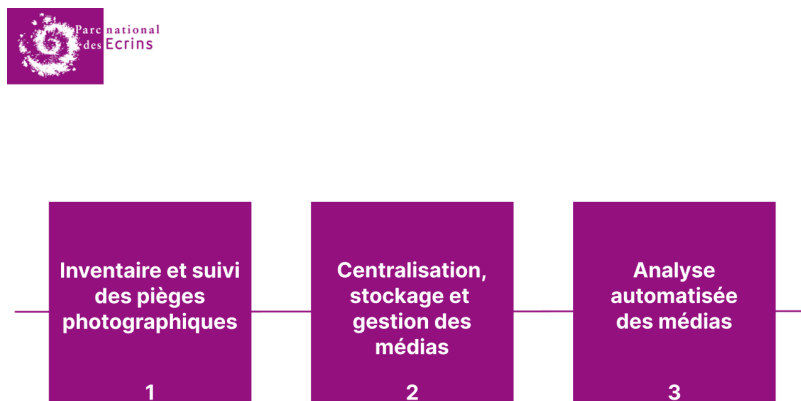 Parc national
des Ecrins
Inventaire et suivi
des pièges
photographiques
1
Centralisation,
stockage et
gestion des
médias
2
Analyse
automatisée
des médias
3